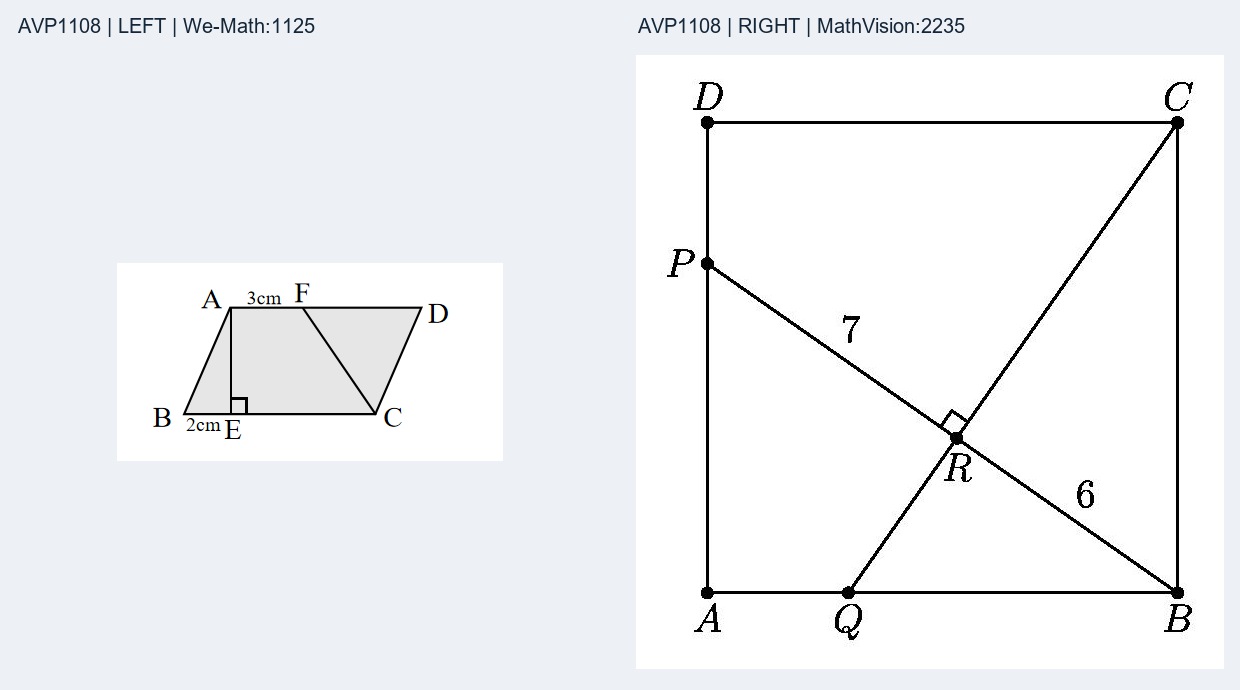 AVP1108 | LEFT | We-Math:1125
A 3cm F
D
B 2cm E
C
AVP1108 | RIGHT | MathVision:2235
D C
P
7
R
6
A Q B